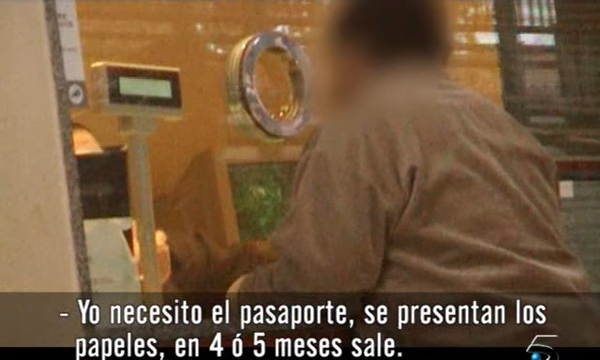 - Yo necesito el pasaporte, se presentan los
papeles, en 4 ó 5 meses sale.
5